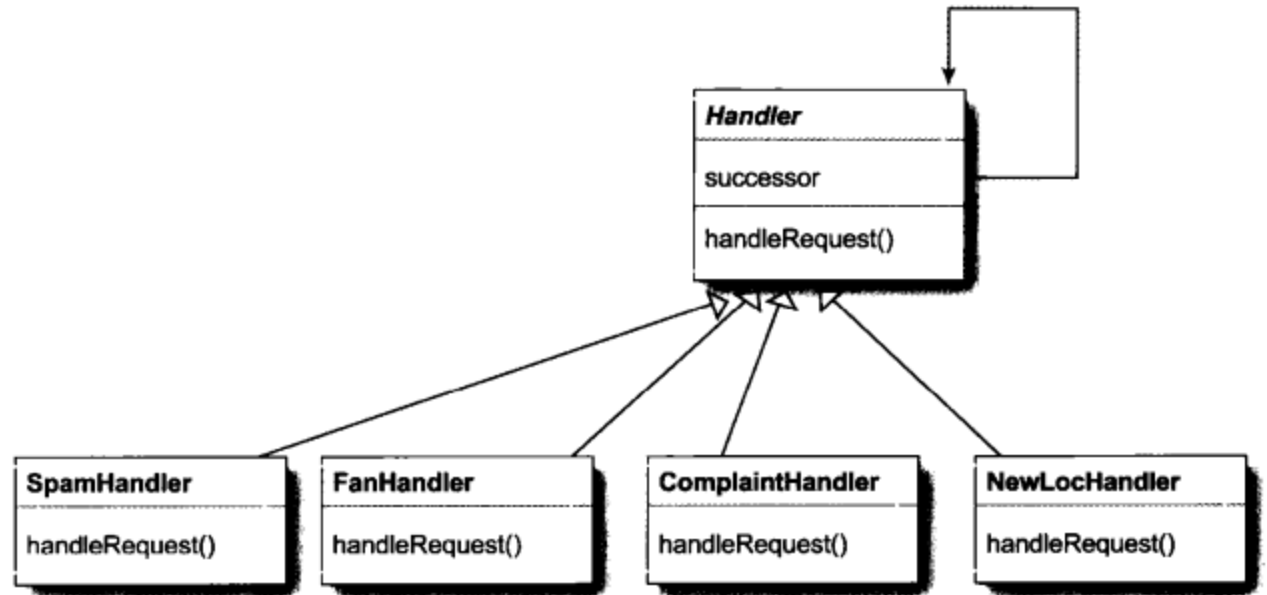 Handler
successor
handleRequest()
SpamHandler
handleRequest()
FanHandler
handleRequest()
ComplaintHandler
handleRequest()
NewLocHandler
handleRequest()